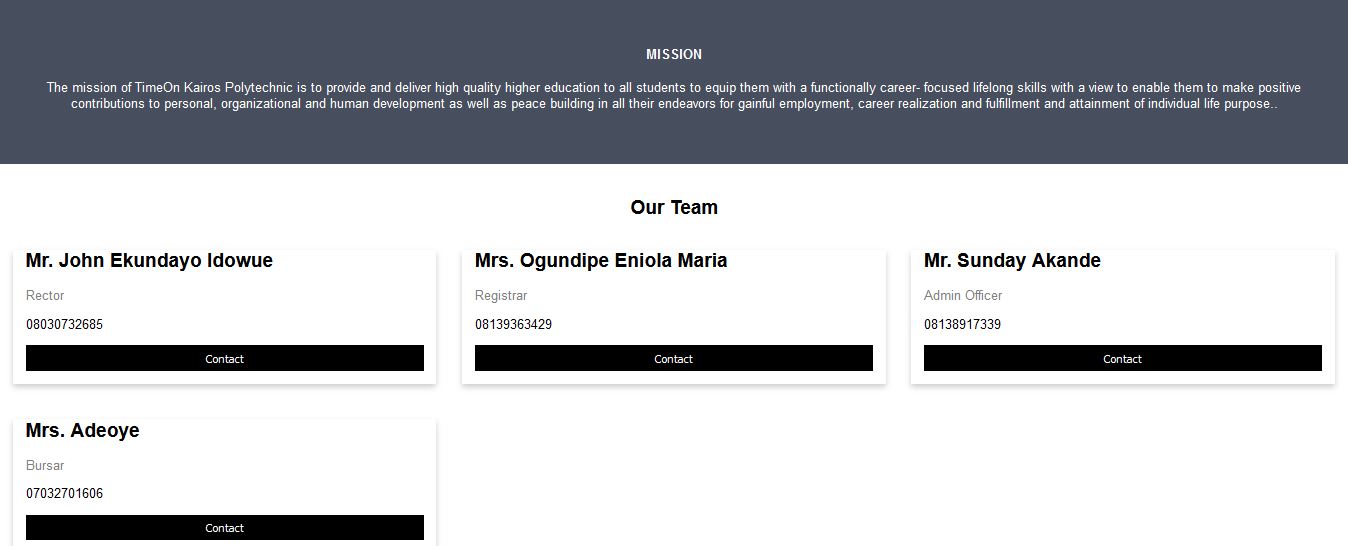 MISSION
The mission of TimeOn Kairos Polytechnic is to provide and deliver high quality higher education to all students to equip them with a functionally career- focused lifelong skills with a view to enable them to make positive
contributions to personal, organizational and human development as well as peace building in all their endeavors for gainful employment, career realization and fulfillment and attainment of individual life purpose..
Our Team
Mr. John Ekundayo Idowue
Rector
08030732685
Contact
Mrs. Ogundipe Eniola Maria
Registrar
08139363429
Contact
Mr. Sunday Akande
Admin Officer
08138917339
Contact
Mrs. Adeoye
Bursar
07032701606
Contact